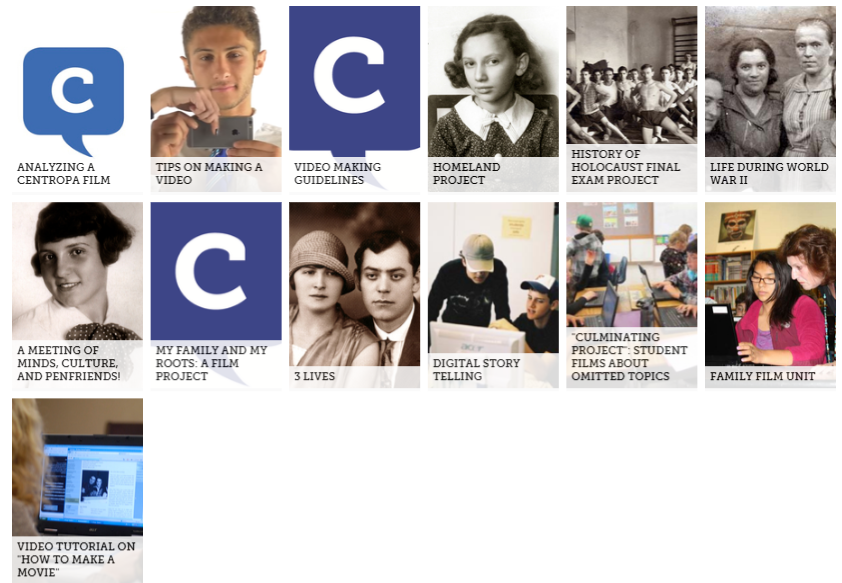 C
C
ANALYZING A
CENTROPA FILM
TIPS ON MAKING A
VIDEO
VIDEO MAKING
GUIDELINES
HOMELAND
PROJECT
HISTORY OF
HOLOCAUST FINAL
EXAM PROJECT
LIFE DURING WORLD
WAR II
C
A MEETING OF
MINDS, CULTURE,
AND PENFRIENDS!
MY FAMILY AND MY
ROOTS: A FILM
PROJECT
3 LIVES
DIGITAL STORY
TELLING
"CULMINATING
PROJECT": STUDENT
FILMS ABOUT
OMITTED TOPICS
FAMILY FILM UNIT
VIDEO TUTORIAL ON
"HOW TO MAKE A
MOVIE"